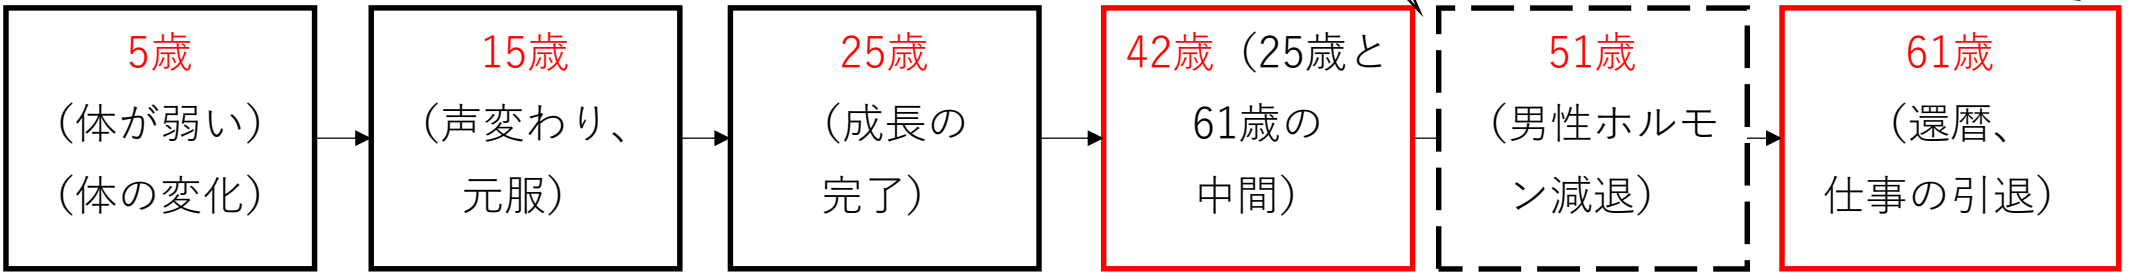 5歳
（体が弱い）
（体の変化）
15歳
（声変わり、
元服）
25歳
（成長の
完了）
42歳（25歳と
61歳の
中間）
51歳
（男性ホルモ
ン減退）
61歳
（還暦、
仕事の引退）